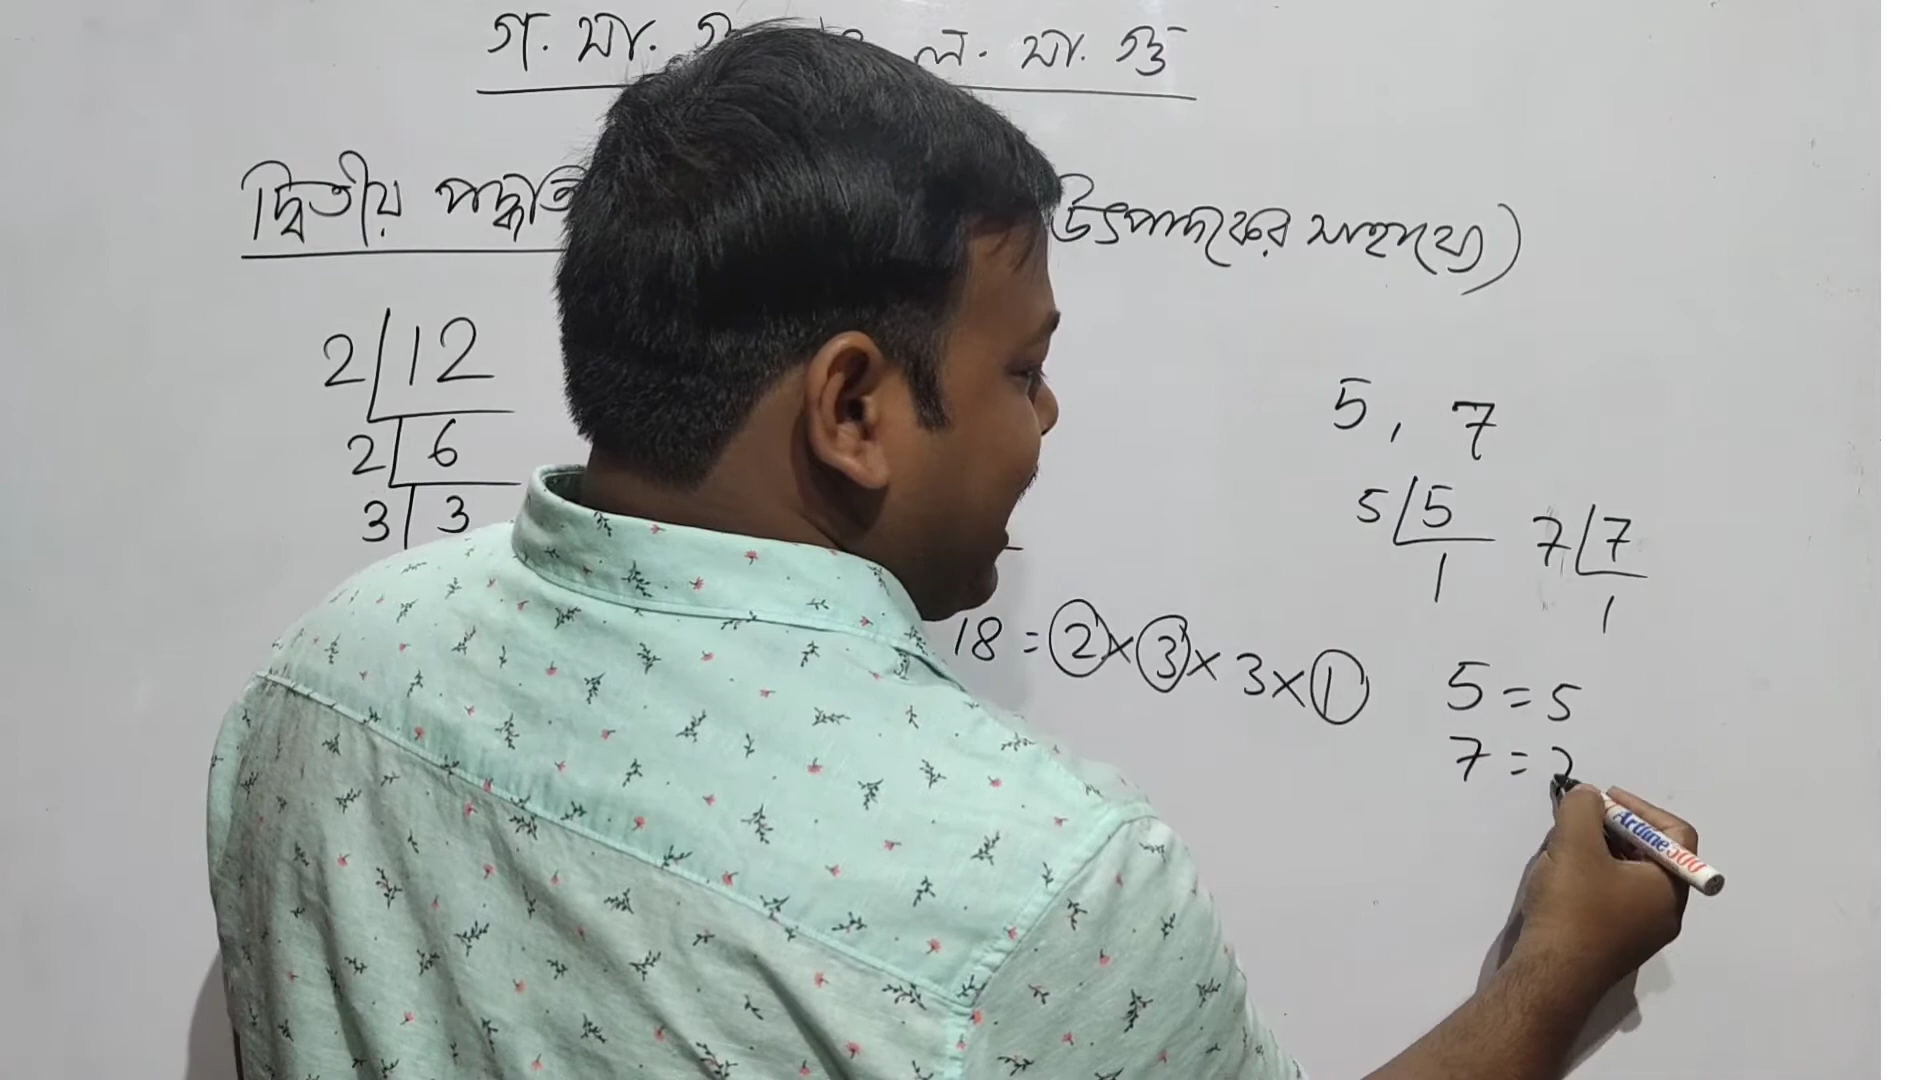 গ. সা. ল. সা. গু
দ্বিতীয় পদ্ধতি উৎপাদকের সাহায্যে)
2 12
2 6
3 3
5, 7
5 5
1
7 7
1
18 = 2 × 3 × 3 × 1
5 = 5
7 =
Artline 500